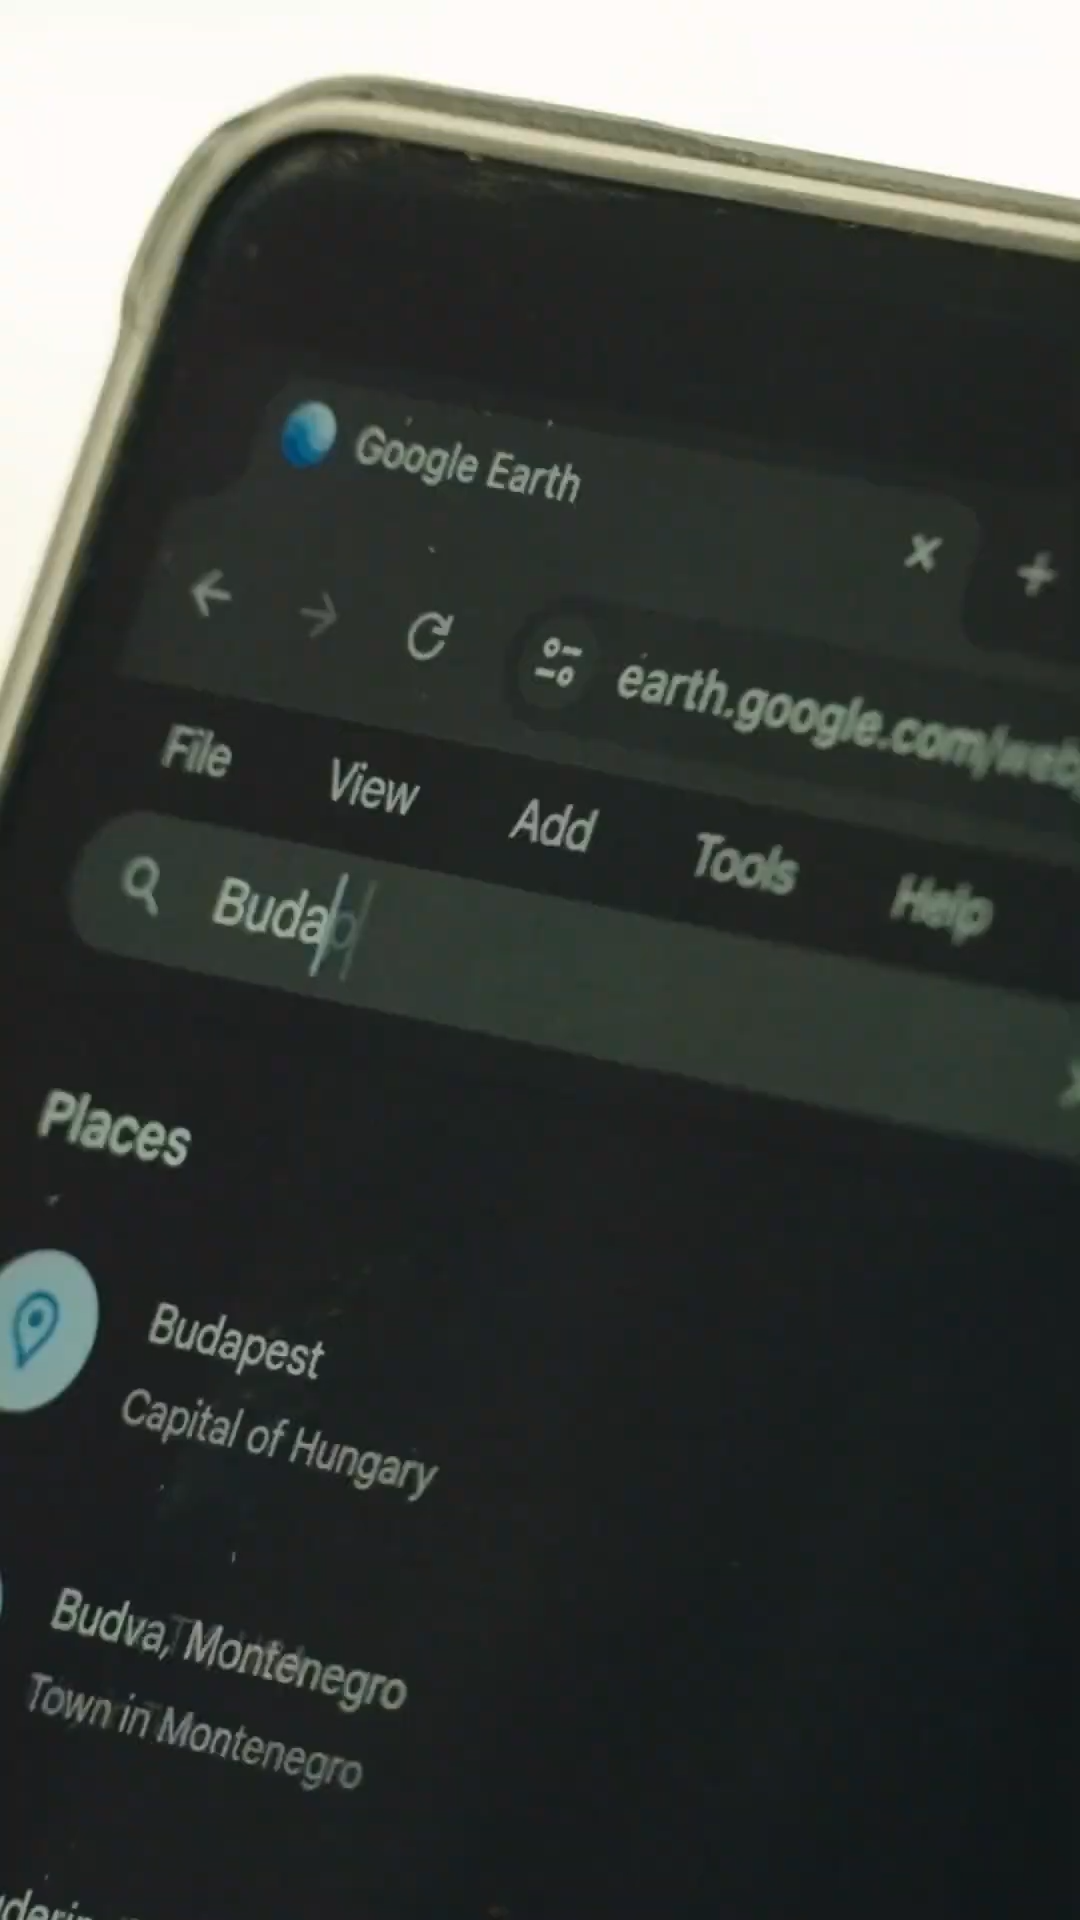 Google Earth
earth.google.com/web
File View Add Tools Help
Buda
Places
Budapest
Capital of Hungary
Budva, Montenegro
Town in Montenegro